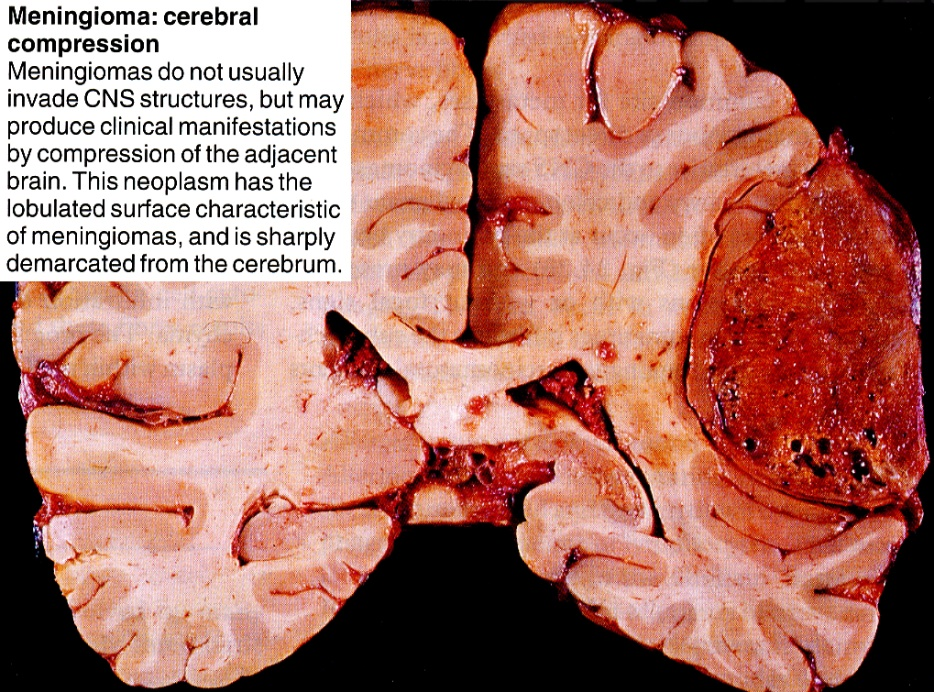 Meningioma: cerebral
compression
Meningiomas do not usually
invade CNS structures, but may
produce clinical manifestations
by compression of the adjacent
brain. This neoplasm has the
lobulated surface characteristic
of meningiomas, and is sharply
demarcated from the cerebrum.